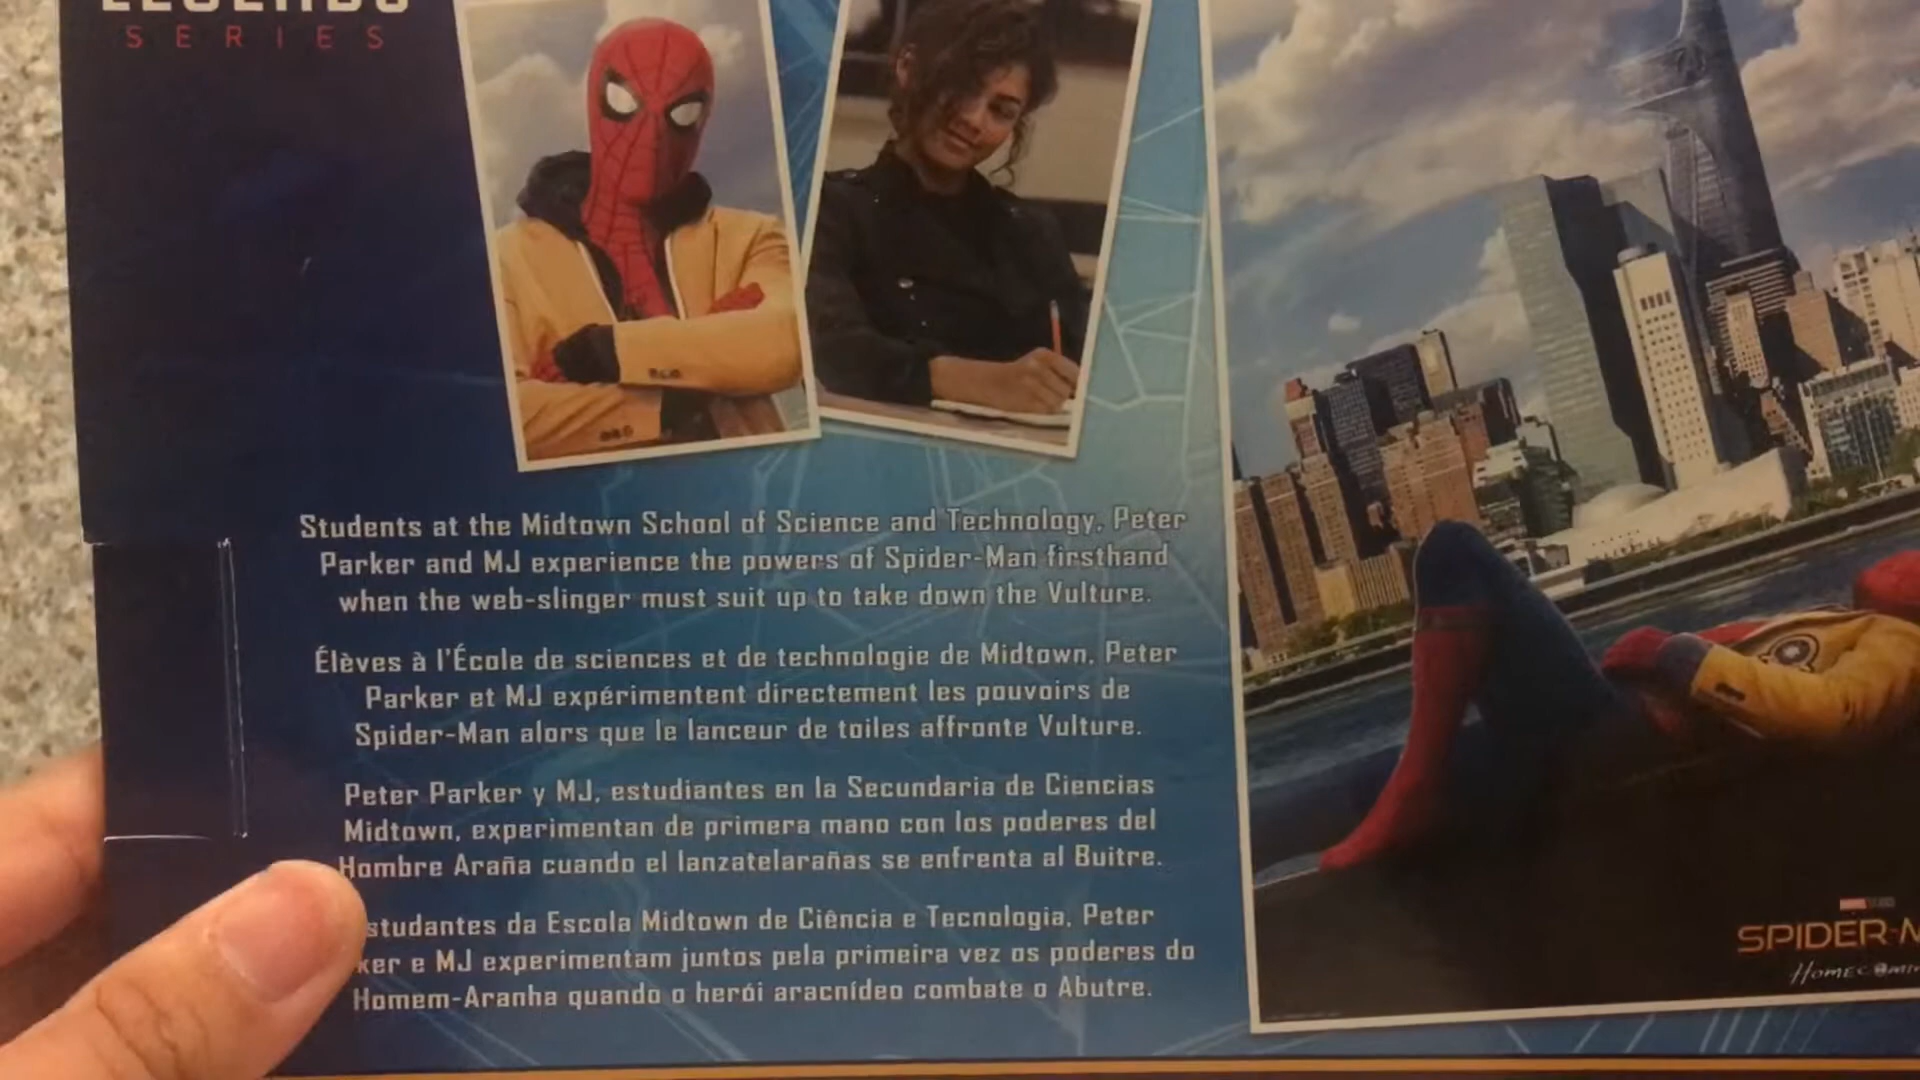 SERIES
Students at the Midtown School of Science and Technology, Peter
Parker and MJ experience the powers of Spider-Man firsthand
when the web-slinger must suit up to take down the Vulture.
Élèves à l'École de sciences et de technologie de Midtown, Peter
Parker et MJ expérimentent directement les pouvoirs de
Spider-Man alors que le lanceur de toiles affronte Vulture.
Peter Parker y MJ, estudiantes en la Secundaria de Ciencias
Midtown, experimentan de primera mano con los poderes del
Hombre Araña cuando el lanzatelarañas se enfrenta al Buitre.
studantes da Escola Midtown de Ciência e Tecnologia, Peter
ker e MJ experimentam juntos pela primeira vez os poderes do
Homem-Aranha quando o herói aracnídeo combate o Abutre.
SPIDER-M